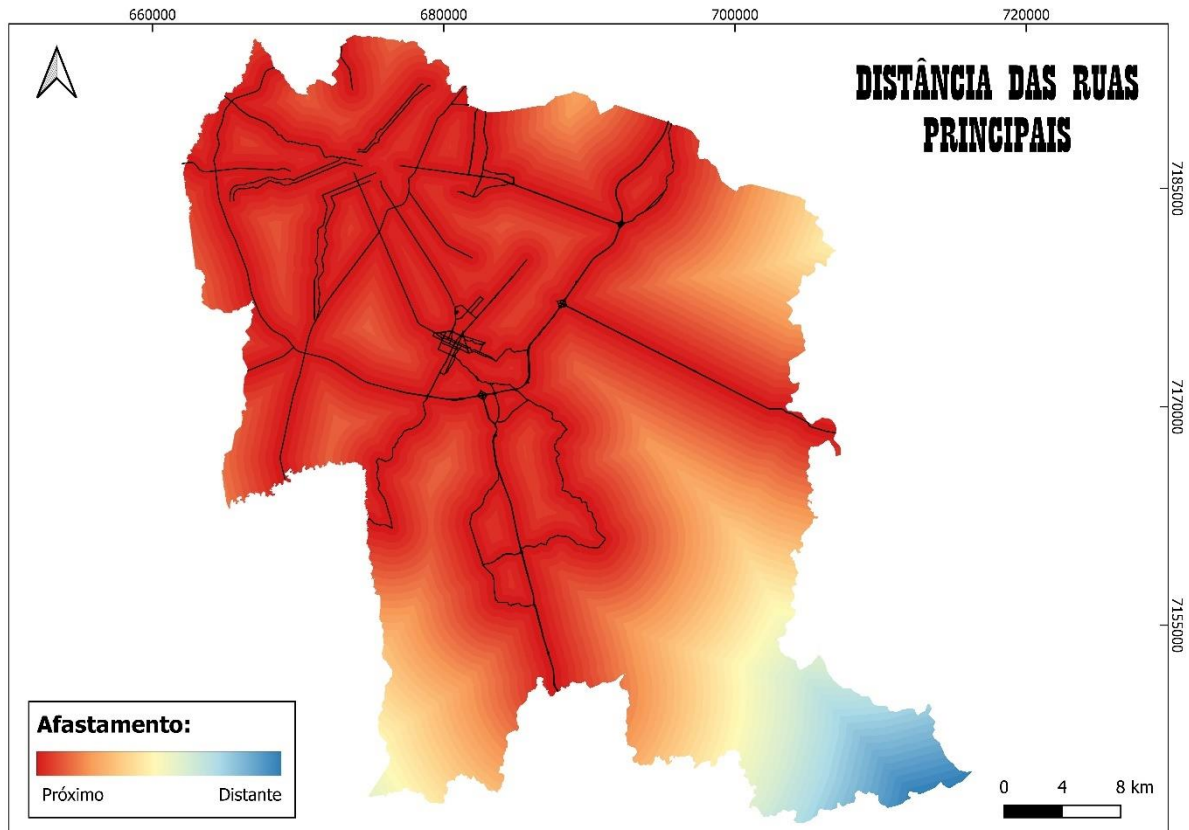 660000 680000 700000 720000
DISTÂNCIA DAS RUAS
PRINCIPAIS
7185000
7170000
7155000
Afastamento:
Próximo Distante
0 4 8 km